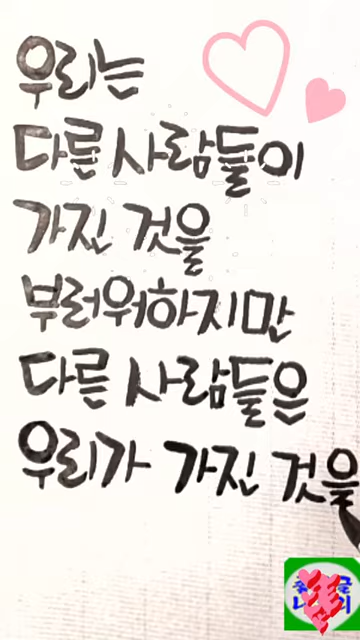 우리는
다른 사람들이
가진 것을
부러워하지만
다른 사람들은
우리가 가진 것을